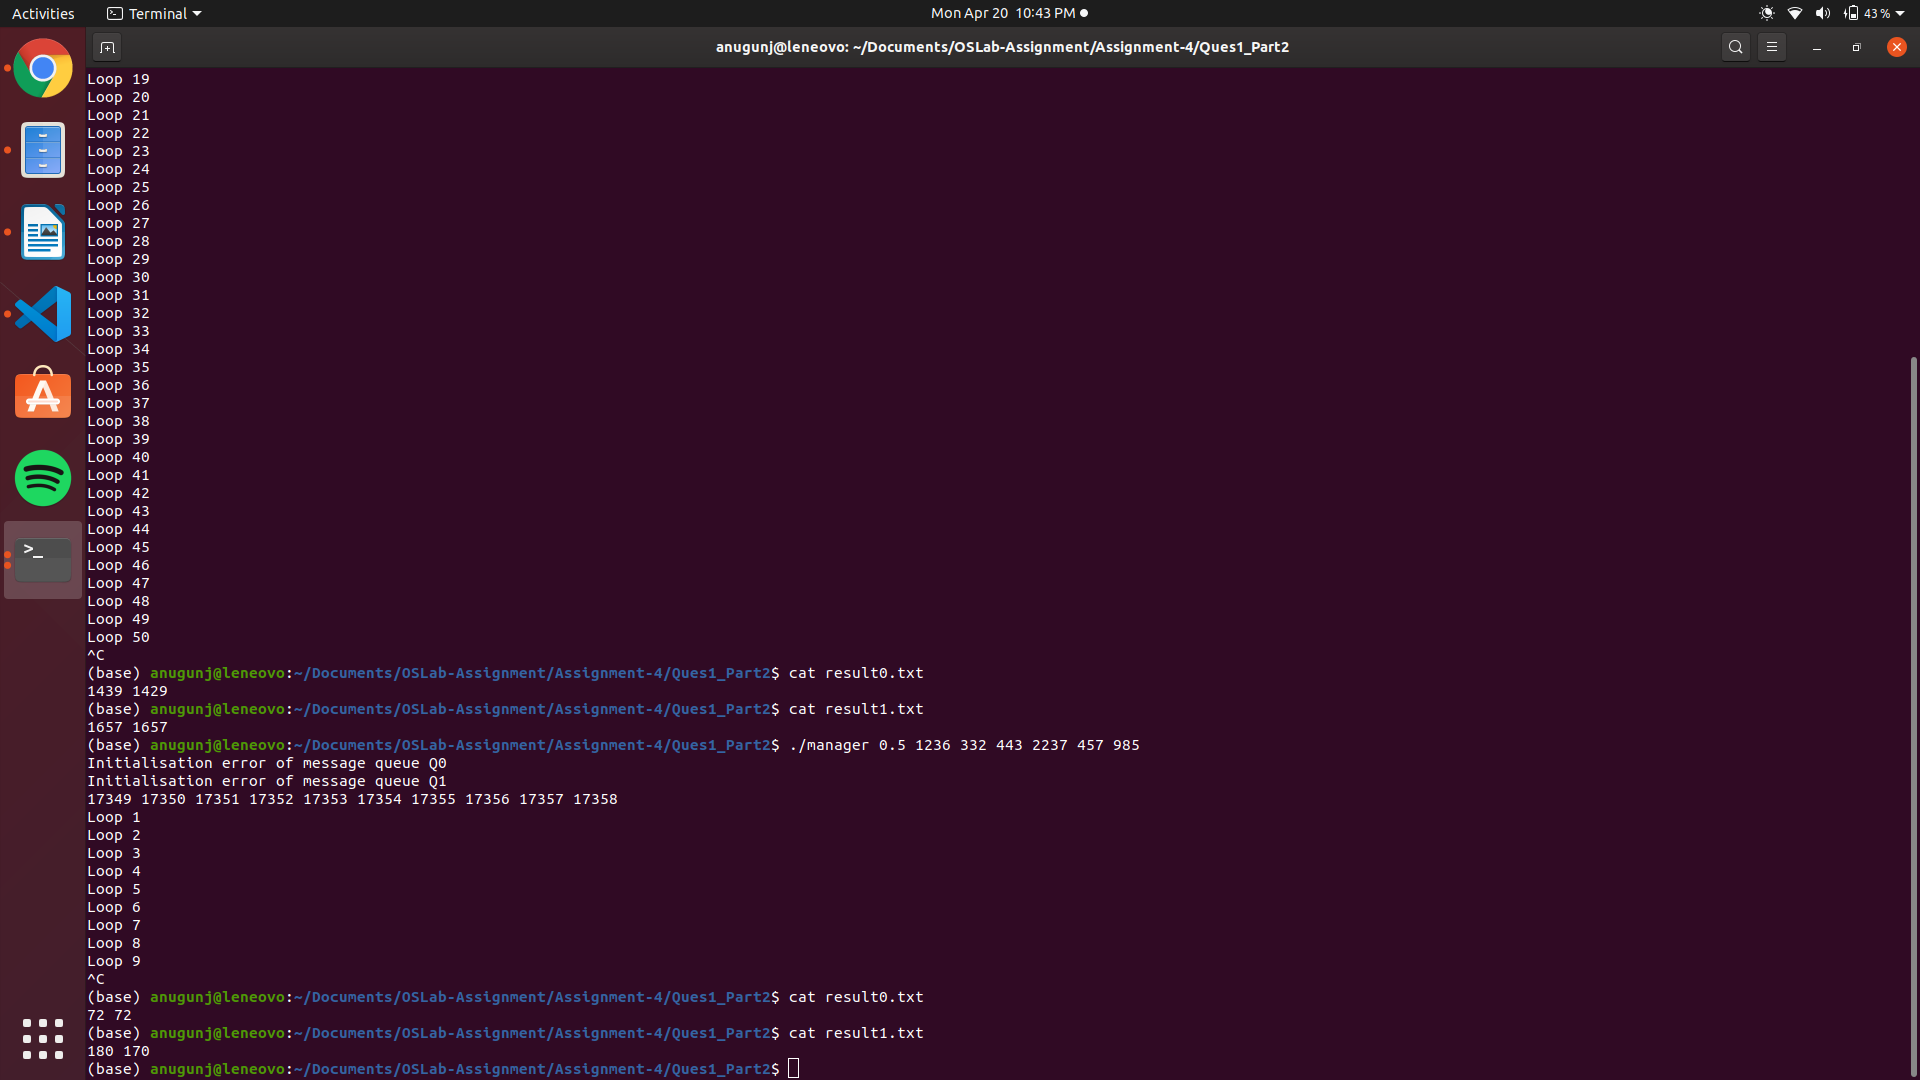 Activities Terminal Mon Apr 20 10:43 PM 43 %
anugunj@leneovo: ~/Documents/OSLab-Assignment/Assignment-4/Ques1_Part2
Loop 19
Loop 20
Loop 21
Loop 22
Loop 23
Loop 24
Loop 25
Loop 26
Loop 27
Loop 28
Loop 29
Loop 30
Loop 31
Loop 32
Loop 33
Loop 34
Loop 35
Loop 36
Loop 37
Loop 38
Loop 39
Loop 40
Loop 41
Loop 42
Loop 43
Loop 44
Loop 45
Loop 46
Loop 47
Loop 48
Loop 49
Loop 50
^C
(base) anugunj@leneovo:~/Documents/OSLab-Assignment/Assignment-4/Ques1_Part2$ cat result0.txt
1439 1429
(base) anugunj@leneovo:~/Documents/OSLab-Assignment/Assignment-4/Ques1_Part2$ cat result1.txt
1657 1657
(base) anugunj@leneovo:~/Documents/OSLab-Assignment/Assignment-4/Ques1_Part2$ ./manager 0.5 1236 332 443 2237 457 985
Initialisation error of message queue Q0
Initialisation error of message queue Q1
17349 17350 17351 17352 17353 17354 17355 17356 17357 17358
Loop 1
Loop 2
Loop 3
Loop 4
Loop 5
Loop 6
Loop 7
Loop 8
Loop 9
^C
(base) anugunj@leneovo:~/Documents/OSLab-Assignment/Assignment-4/Ques1_Part2$ cat result0.txt
72 72
(base) anugunj@leneovo:~/Documents/OSLab-Assignment/Assignment-4/Ques1_Part2$ cat result1.txt
180 170
(base) anugunj@leneovo:~/Documents/OSLab-Assignment/Assignment-4/Ques1_Part2$